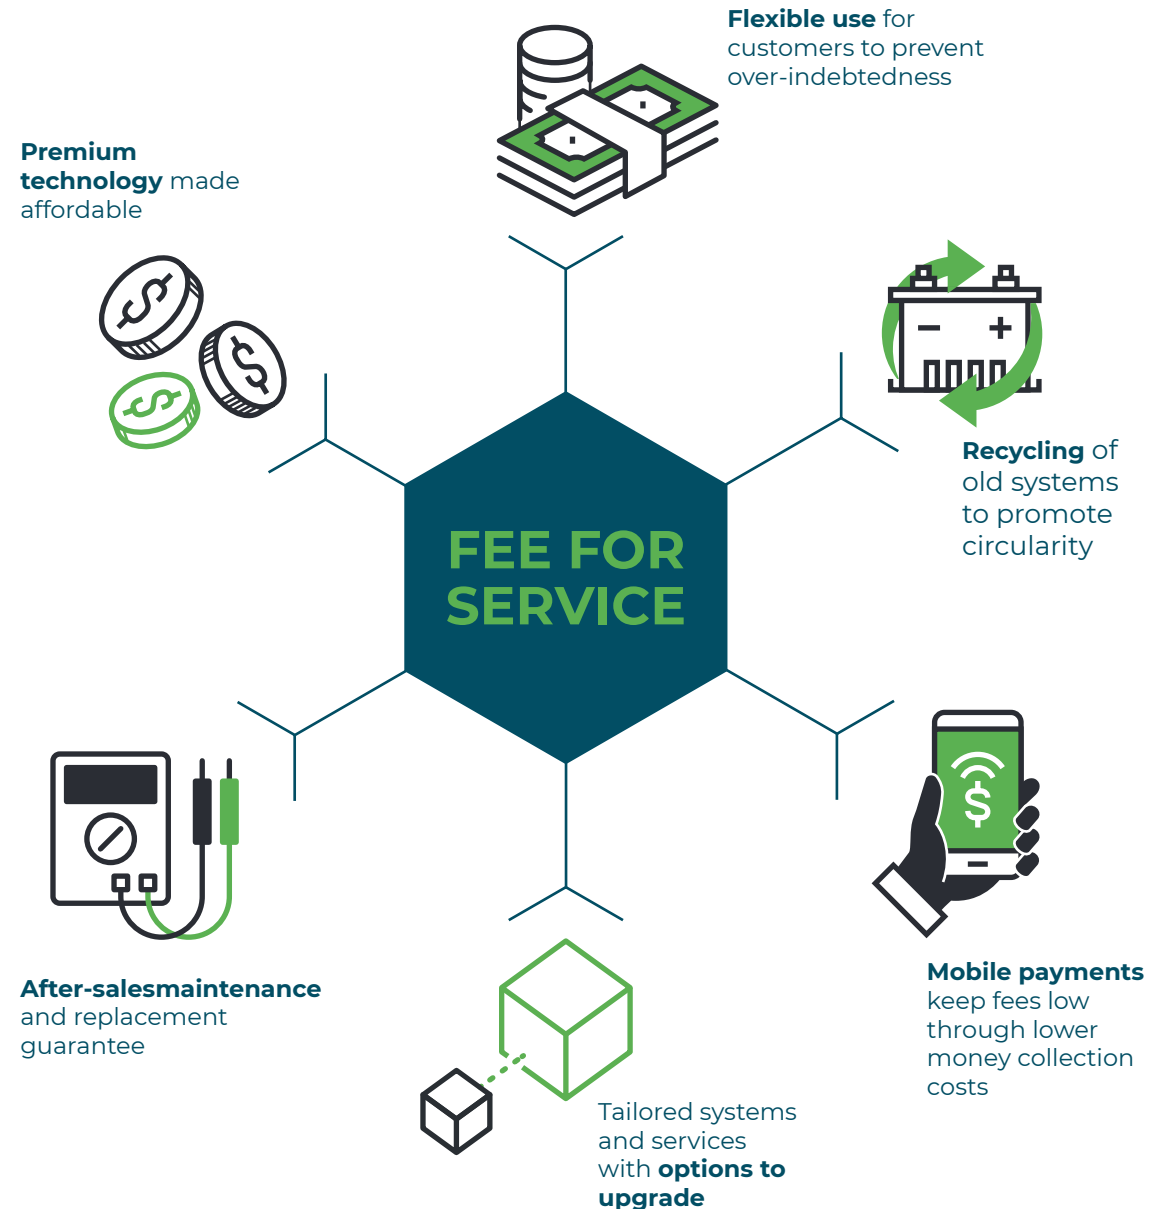 Flexible use for
customers to prevent
over-indebtedness
Premium
technology made
affordable
Recycling of
old systems
to promote
circularity
FEE FOR
SERVICE
After-salesmaintenance
and replacement
guarantee
Mobile payments
keep fees low
through lower
money collection
costs
Tailored systems
and services
with options to
upgrade